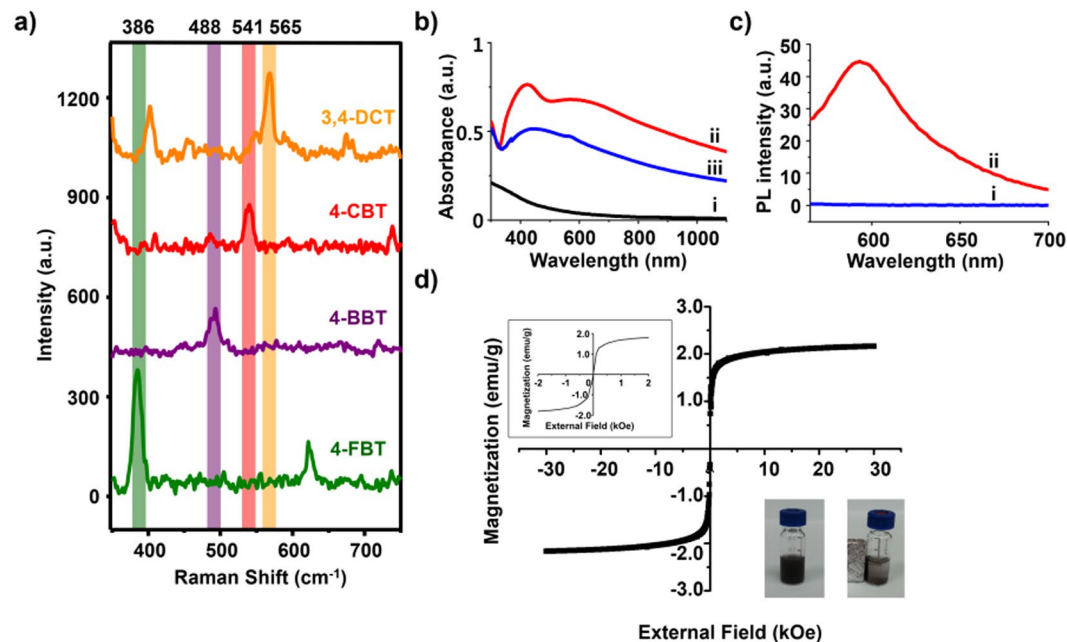 a)
386 488 541 565
1200
900
600
300
0
Intensity (a.u.)
3,4-DCT
4-CBT
4-BBT
4-FBT
400 500 600 700
Raman Shift (cm-1)
b)
1
0.5
0
Absorbance (a.u.)
ii
iii
i
400 600 800 1000
Wavelength (nm)
c)
50
40
30
20
10
0
PL intensity (a.u.)
ii
i
600 650 700
Wavelength (nm)
d)
3.0
2.0
1.0
-1.0
-2.0
-3.0
Magnetization (emu/g)
-30 -20 -10 0 10 20 30
External Field (kOe)
Magnetization (emu/g)
2.0
1.0
-1.0
-2.0
-2 -1 0 1 2
External Field (kOe)